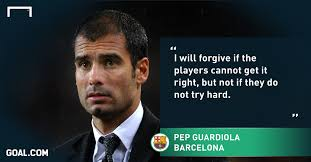 GOAL
“
I will forgive if the
players cannot get it
right, but not if they do
not try hard.
”
PEP GUARDIOLA
BARCELONA
GOAL.COM